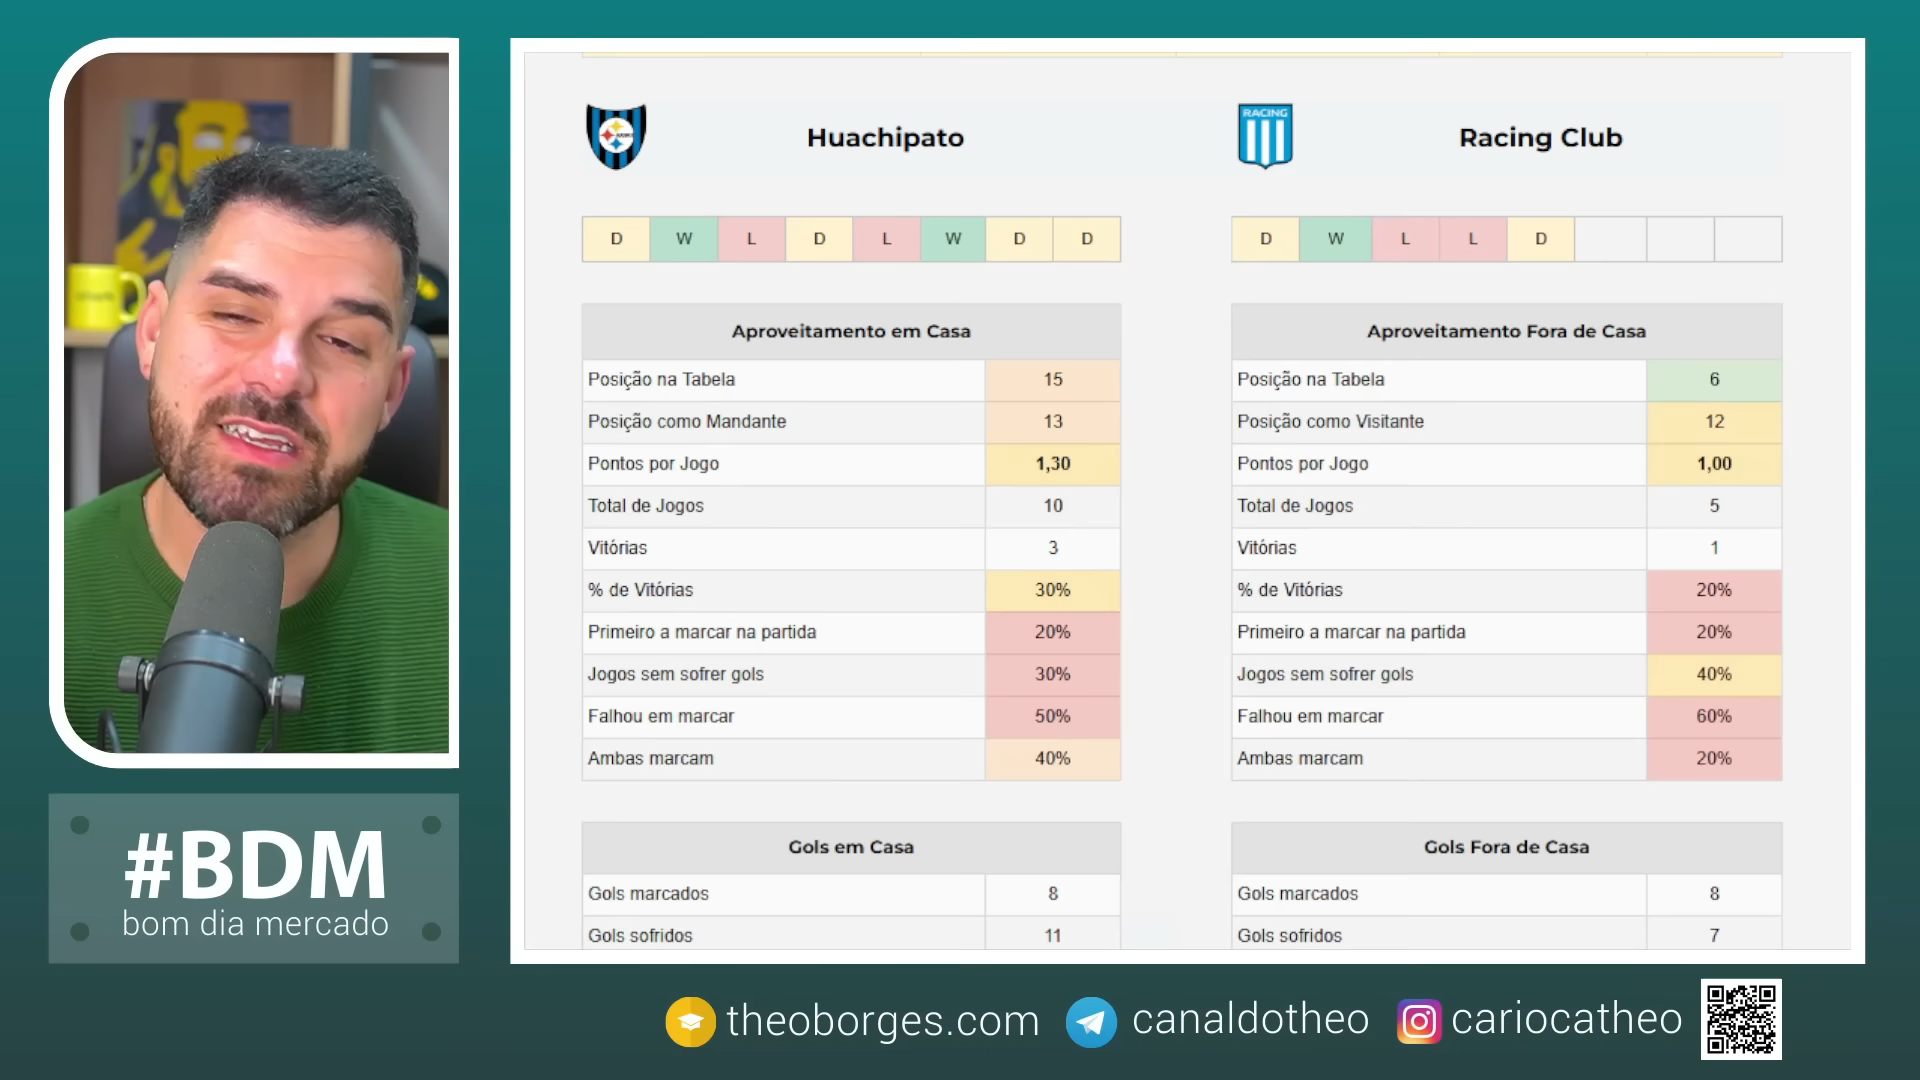 Huachipato
RACING
Racing Club
D W L D L W D D
D W L L D
Aproveitamento em Casa
Posição na Tabela 15
Posição como Mandante 13
Pontos por Jogo 1,30
Total de Jogos 10
Vitórias 3
% de Vitórias 30%
Primeiro a marcar na partida 20%
Jogos sem sofrer gols 30%
Falhou em marcar 50%
Ambas marcam 40%
Aproveitamento Fora de Casa
Posição na Tabela 6
Posição como Visitante 12
Pontos por Jogo 1,00
Total de Jogos 5
Vitórias 1
% de Vitórias 20%
Primeiro a marcar na partida 20%
Jogos sem sofrer gols 40%
Falhou em marcar 60%
Ambas marcam 20%
Gols em Casa
Gols marcados 8
Gols sofridos 11
Gols Fora de Casa
Gols marcados 8
Gols sofridos 7
#BDM
bom dia mercado
theoborges.com
canaldotheo
cariocatheo